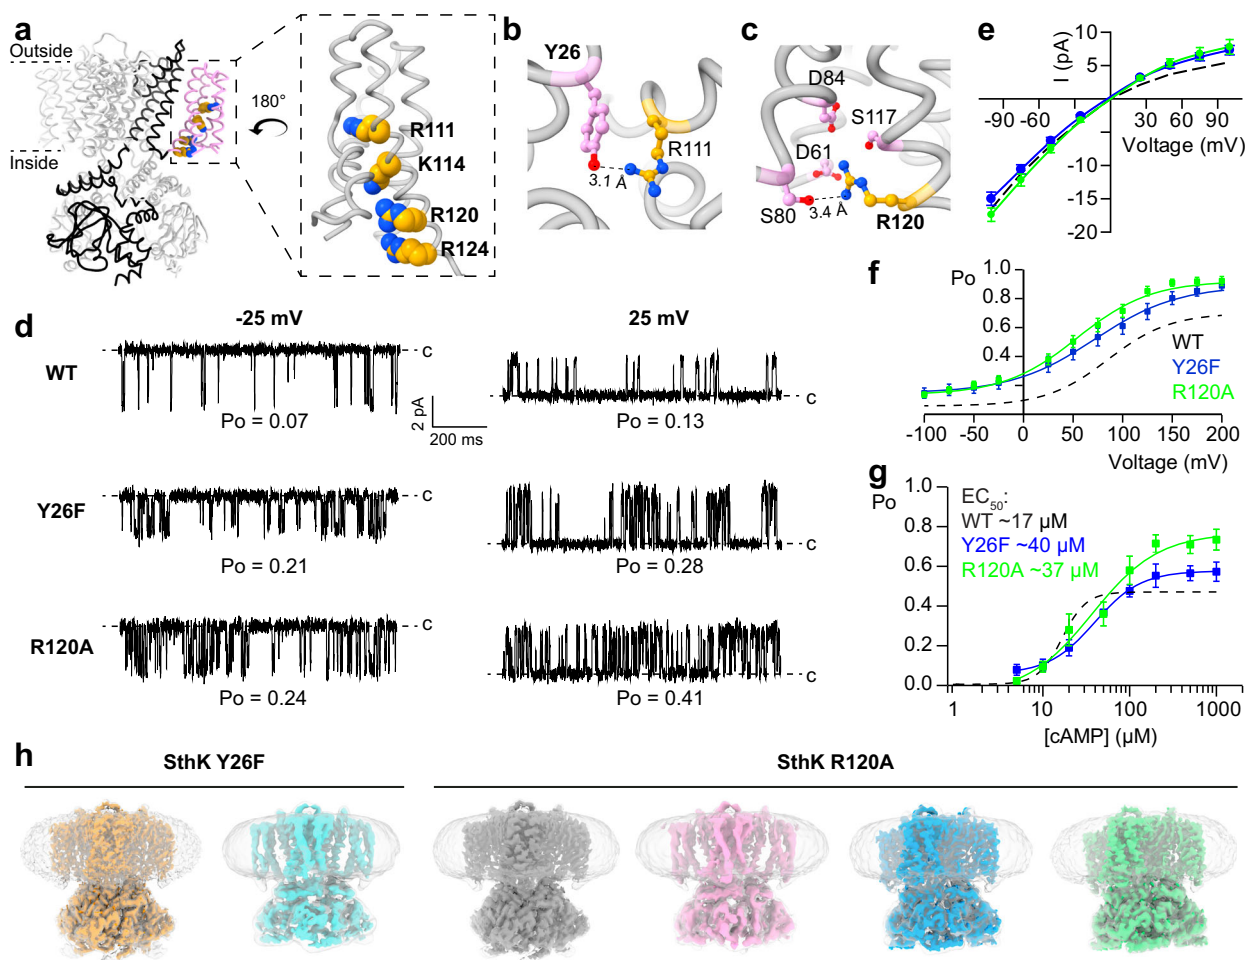 a
Outside
Inside
180°
R111
K114
R120
R124
b
Y26
R111
3.1 Å
c
D84
S117
D61
S80
3.4 Å
R120
d
-25 mV
25 mV
WT
c
Po = 0.07
2 pA
200 ms
c
Po = 0.13
Y26F
c
Po = 0.21
c
Po = 0.28
R120A
c
Po = 0.24
c
Po = 0.41
e
I (pA)
10
5
-90
-60
30
60
90
Voltage (mV)
-5
-10
-15
-20
f
Po
1.0
0.8
0.6
0.4
WT
Y26F
R120A
-100
-50
0
50
100
150
200
Voltage (mV)
g
Po
1.0
0.8
0.6
0.4
0.2
0.0
EC50:
WT ~17 µM
Y26F ~40 µM
R120A ~37 µM
1
10
100
1000
[cAMP] (µM)
h
SthK Y26F
SthK R120A